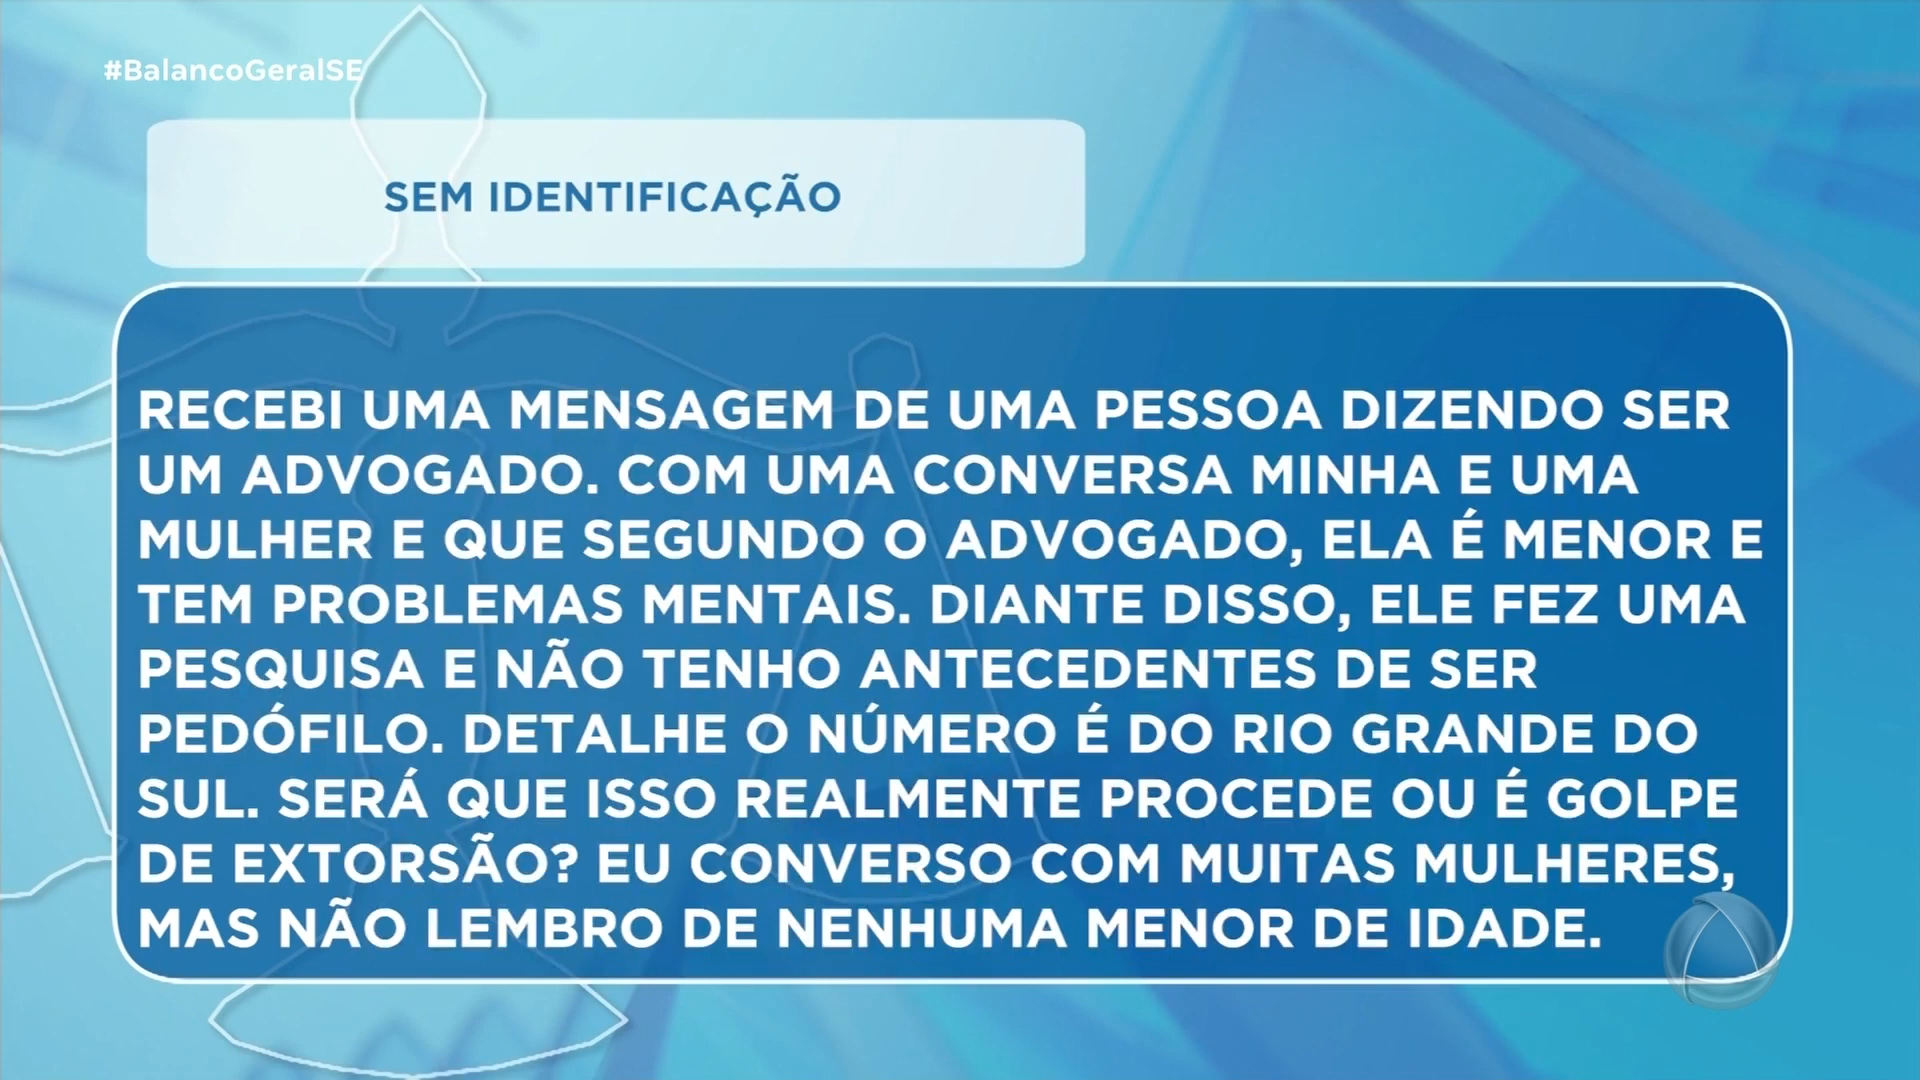 #BalancoGeralSE
SEM IDENTIFICAÇÃO
RECEBI UMA MENSAGEM DE UMA PESSOA DIZENDO SER
UM ADVOGADO. COM UMA CONVERSA MINHA E UMA
MULHER E QUE SEGUNDO O ADVOGADO, ELA É MENOR E
TEM PROBLEMAS MENTAIS. DIANTE DISSO, ELE FEZ UMA
PESQUISA E NÃO TENHO ANTECEDENTES DE SER
PEDÓFILO. DETALHE O NÚMERO É DO RIO GRANDE DO
SUL. SERÁ QUE ISSO REALMENTE PROCEDE OU É GOLPE
DE EXTORSÃO? EU CONVERSO COM MUITAS MULHERES,
MAS NÃO LEMBRO DE NENHUMA MENOR DE IDADE.